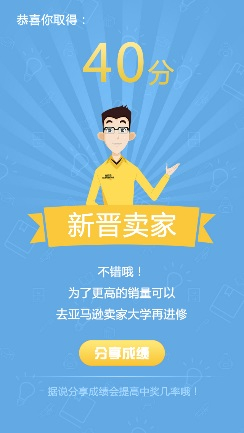 恭喜你取得：
40分
新晋卖家
不错哦！
为了更高的销量可以
去亚马逊卖家大学再进修
分享成绩
据说分享成绩会提高中奖几率哦！